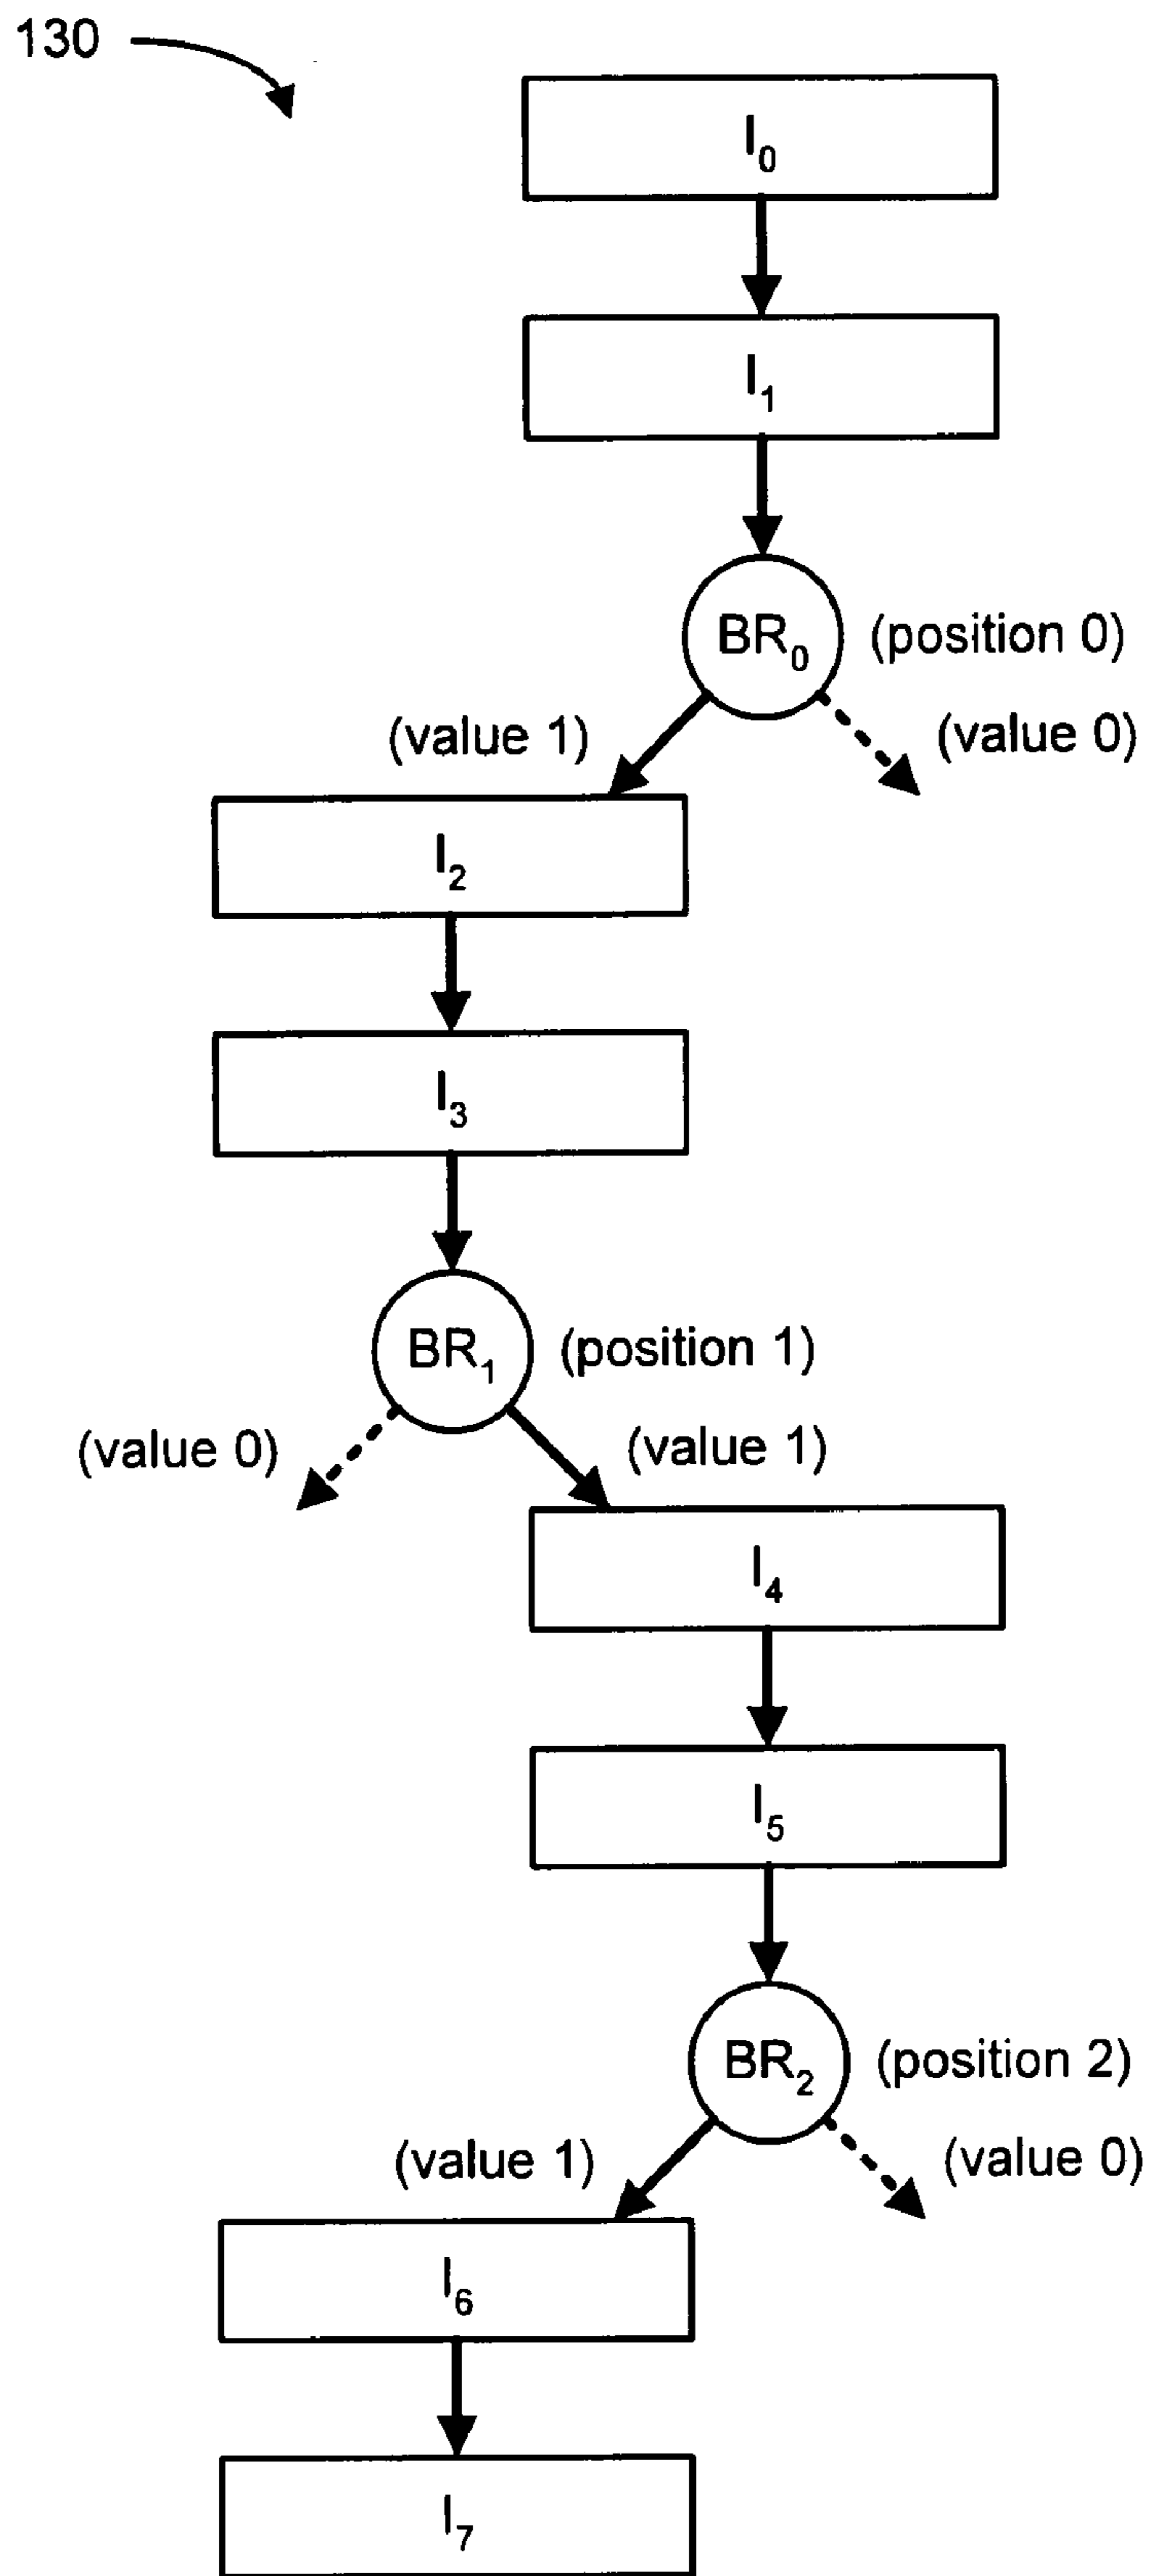 130
I₀
I₁
BR₀ (position 0)
(value 1) (value 0)
I₂
I₃
BR₁ (position 1)
(value 0) (value 1)
I₄
I₅
BR₂ (position 2)
(value 1) (value 0)
I₆
I₇